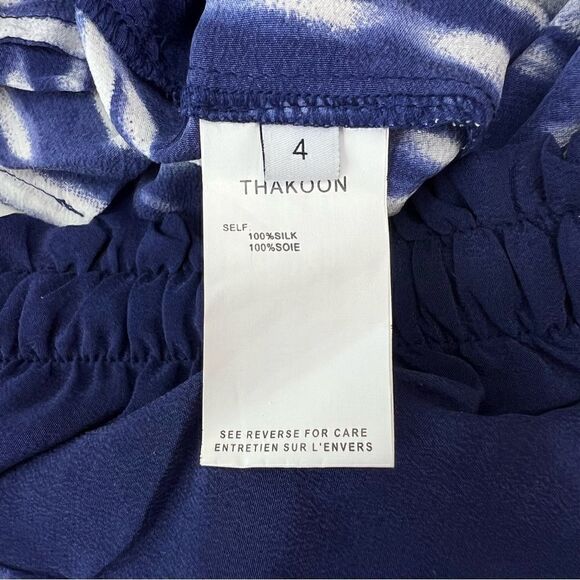 4
THAKOON
SELF:
100%SILK
100%SOIE
SEE REVERSE FOR CARE
ENTRETIEN SUR L'ENVERS